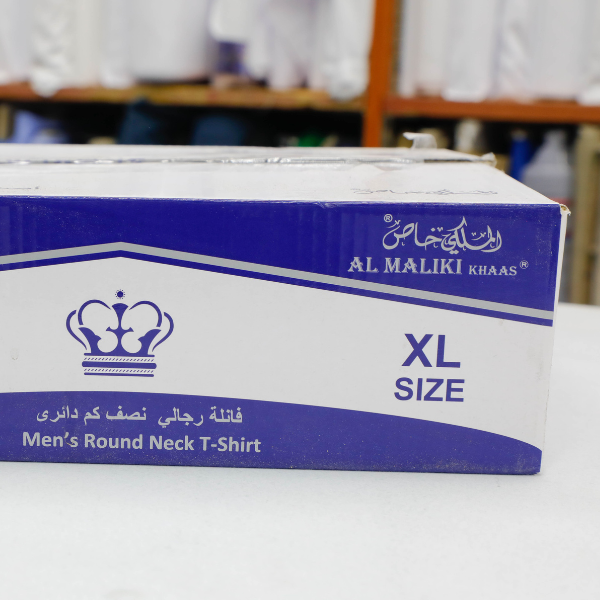 الملكي خاص®
AL MALIKI KHAAS®
XL
SIZE
فانلة رجالي نصف كم دائرى
Men's Round Neck T-Shirt